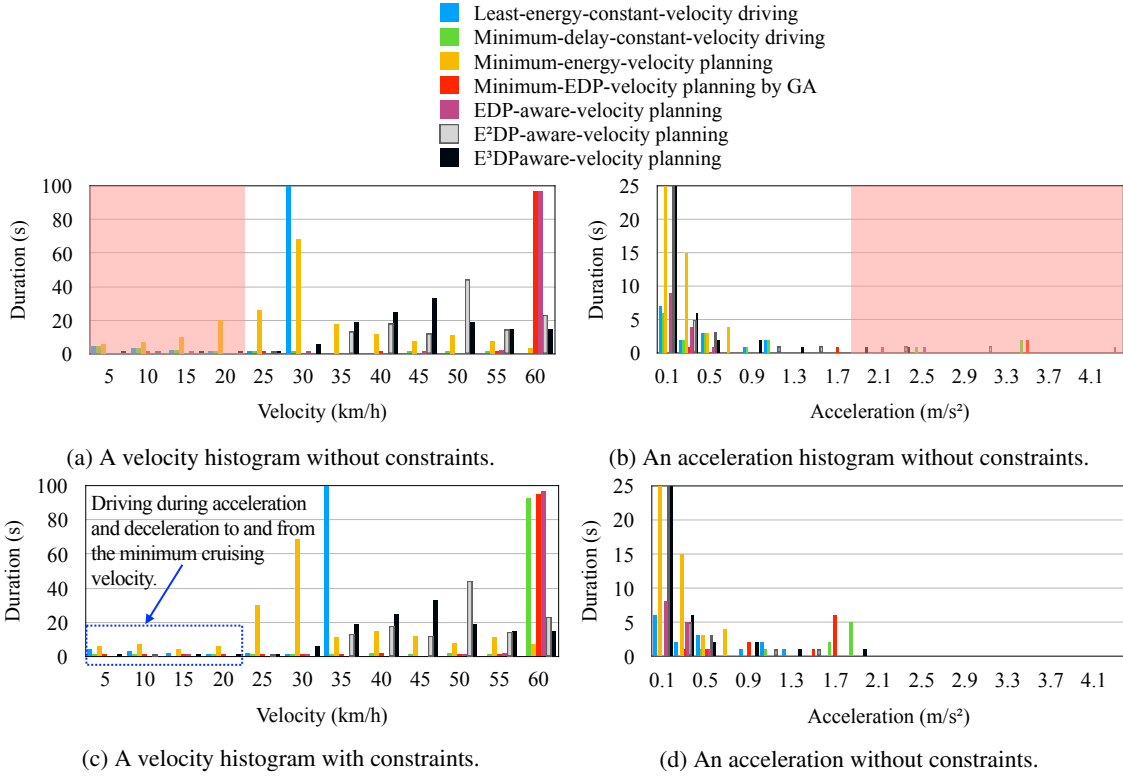 Least-energy-constant-velocity driving
Minimum-delay-constant-velocity driving
Minimum-energy-velocity planning
Minimum-EDP-velocity planning by GA
EDP-aware-velocity planning
E²DP-aware-velocity planning
E³DPaware-velocity planning
100
80
60
40
20
0
Duration (s)
5 10 15 20 25 30 35 40 45 50 55 60
Velocity (km/h)
(a) A velocity histogram without constraints.
25
20
15
10
5
0
Duration (s)
0.1 0.5 0.9 1.3 1.7 2.1 2.5 2.9 3.3 3.7 4.1
Acceleration (m/s²)
(b) An acceleration histogram without constraints.
100
80
60
40
20
0
Duration (s)
Driving during acceleration
and deceleration to and from
the minimum cruising
velocity.
5 10 15 20 25 30 35 40 45 50 55 60
Velocity (km/h)
(c) A velocity histogram with constraints.
25
20
15
10
5
0
Duration (s)
0.1 0.5 0.9 1.3 1.7 2.1 2.5 2.9 3.3 3.7 4.1
Acceleration (m/s²)
(d) An acceleration without constraints.